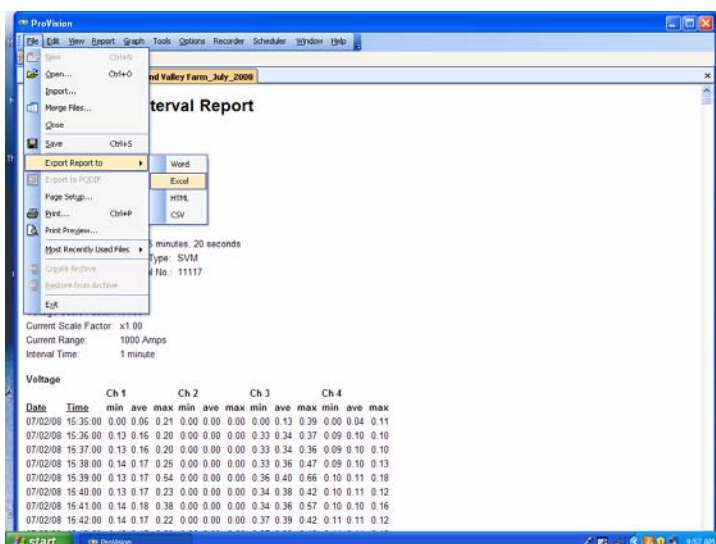 ProVision
File Edit View Report Graph Tools Options Recorder Scheduler Window Help
New Ctrl+N
Open... Ctrl+O
Import...
Merge Files...
Close
Save Ctrl+S
Export Report to
Export to PQDIF
Page Setup...
Print... Ctrl+P
Print Preview...
Most Recently Used Files
Create Archive
Restore from Archive
Exit
Word
Excel
HTML
CSV
nd Valley Farm_July_2008
terval Report
minutes, 20 seconds
Type: SVM
l No.: 11117
Current Scale Factor: x1.00
Current Range: 1000 Amps
Interval Time: 1 minute
Voltage
Ch 1 Ch 2 Ch 3 Ch 4
Date Time min ave max min ave max min ave max min ave max
07/02/08 15:35:00 0.00 0.06 0.21 0.00 0.00 0.00 0.00 0.13 0.39 0.00 0.04 0.11
07/02/08 15:36:00 0.13 0.16 0.20 0.00 0.00 0.00 0.33 0.34 0.37 0.09 0.10 0.10
07/02/08 15:37:00 0.13 0.16 0.20 0.00 0.00 0.00 0.33 0.34 0.36 0.09 0.10 0.10
07/02/08 15:38:00 0.14 0.17 0.25 0.00 0.00 0.00 0.33 0.36 0.47 0.09 0.10 0.13
07/02/08 15:39:00 0.13 0.17 0.54 0.00 0.00 0.00 0.36 0.40 0.66 0.10 0.11 0.18
07/02/08 15:40:00 0.13 0.17 0.23 0.00 0.00 0.00 0.34 0.38 0.42 0.10 0.11 0.12
07/02/08 15:41:00 0.14 0.18 0.38 0.00 0.00 0.00 0.34 0.36 0.57 0.10 0.10 0.16
07/02/08 15:42:00 0.14 0.17 0.22 0.00 0.00 0.00 0.37 0.39 0.42 0.11 0.11 0.12
start
ProVision
9:57 AM